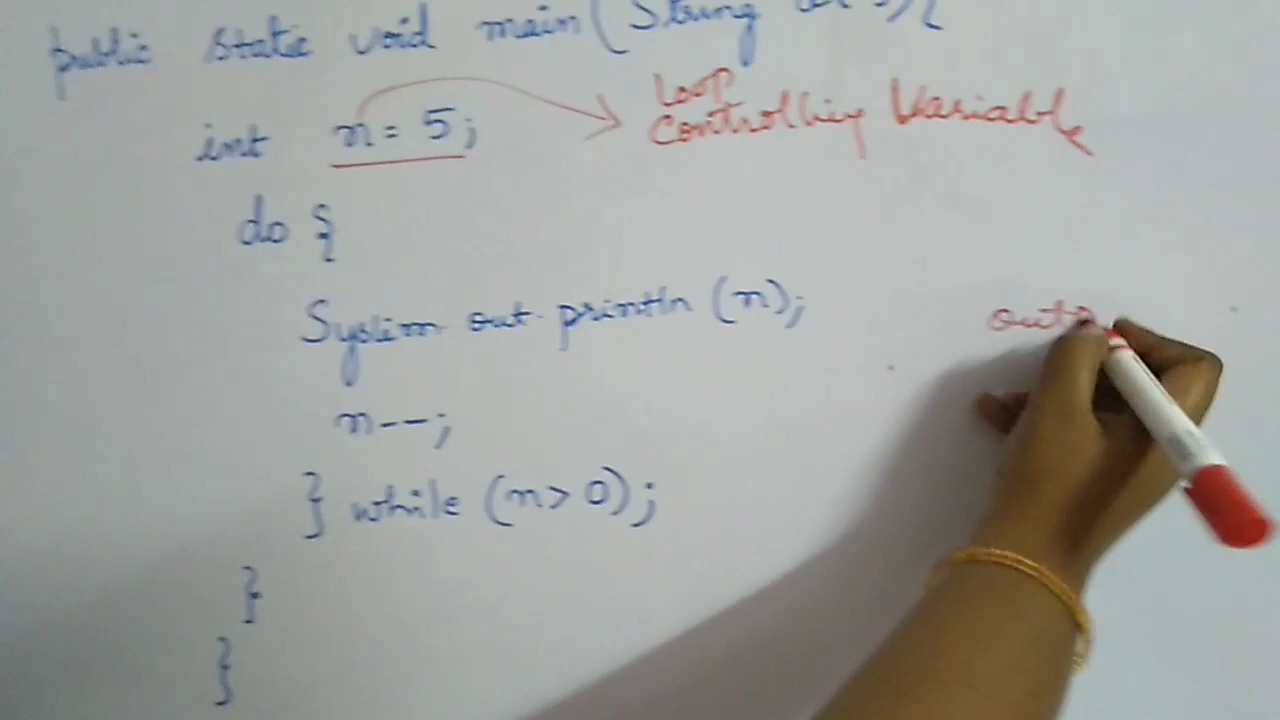 public static void main(String
int n = 5;
Loop
Controlling Variable
do {
System. out. println (n);
n--;
} while (n> 0);
}
}